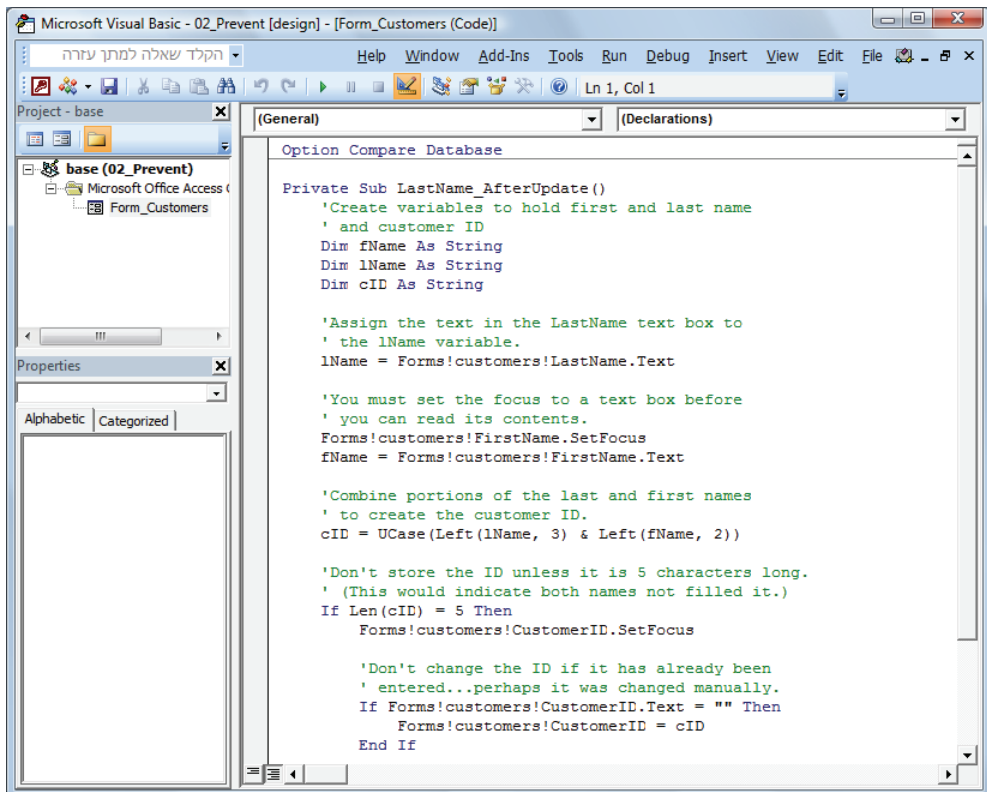 Microsoft Visual Basic - 02_Prevent [design] - [Form_Customers (Code)]
הקלד שאלה למתן עזרה
Help Window Add-Ins Tools Run Debug Insert View Edit File
Ln 1, Col 1
Project - base
base (02_Prevent)
Microsoft Office Access
Form_Customers
Properties
Alphabetic Categorized
(General) (Declarations)
Option Compare Database
Private Sub LastName_AfterUpdate()
'Create variables to hold first and last name
' and customer ID
Dim fName As String
Dim lName As String
Dim cID As String
'Assign the text in the LastName text box to
' the lName variable.
lName = Forms!customers!LastName.Text
'You must set the focus to a text box before
' you can read its contents.
Forms!customers!FirstName.SetFocus
fName = Forms!customers!FirstName.Text
'Combine portions of the last and first names
' to create the customer ID.
cID = UCase(Left(lName, 3) & Left(fName, 2))
'Don't store the ID unless it is 5 characters long.
' (This would indicate both names not filled it.)
If Len(cID) = 5 Then
Forms!customers!CustomerID.SetFocus
'Don't change the ID if it has already been
' entered...perhaps it was changed manually.
If Forms!customers!CustomerID.Text = "" Then
Forms!customers!CustomerID = cID
End If